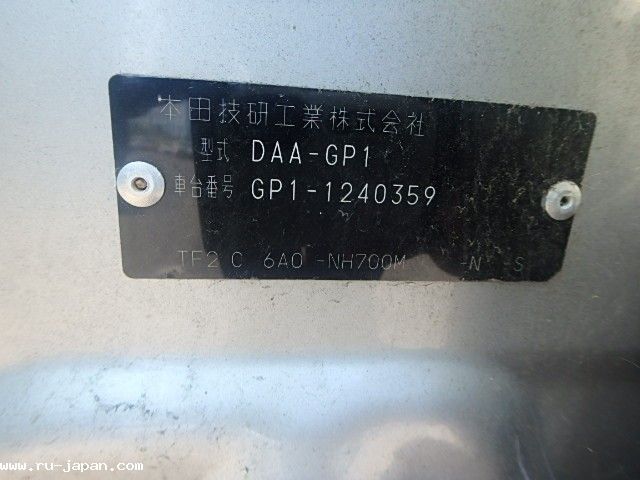 本田技研工業株式会社
型式 DAA-GP1
車台番号 GP1-1240359
TF2 C 6A0 -NH700M -N -S
www.ru-japan.com